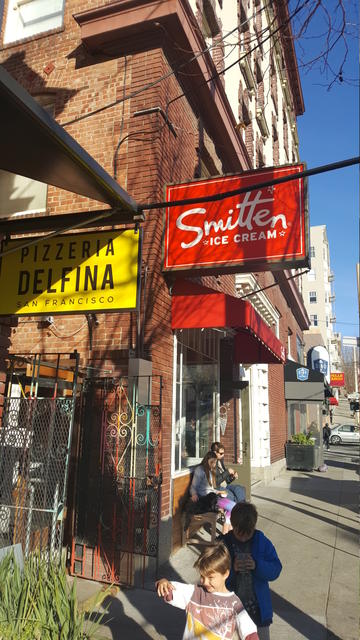 PIZZERIA
DELFINA
SAN FRANCISCO
Smitten
ICE CREAM